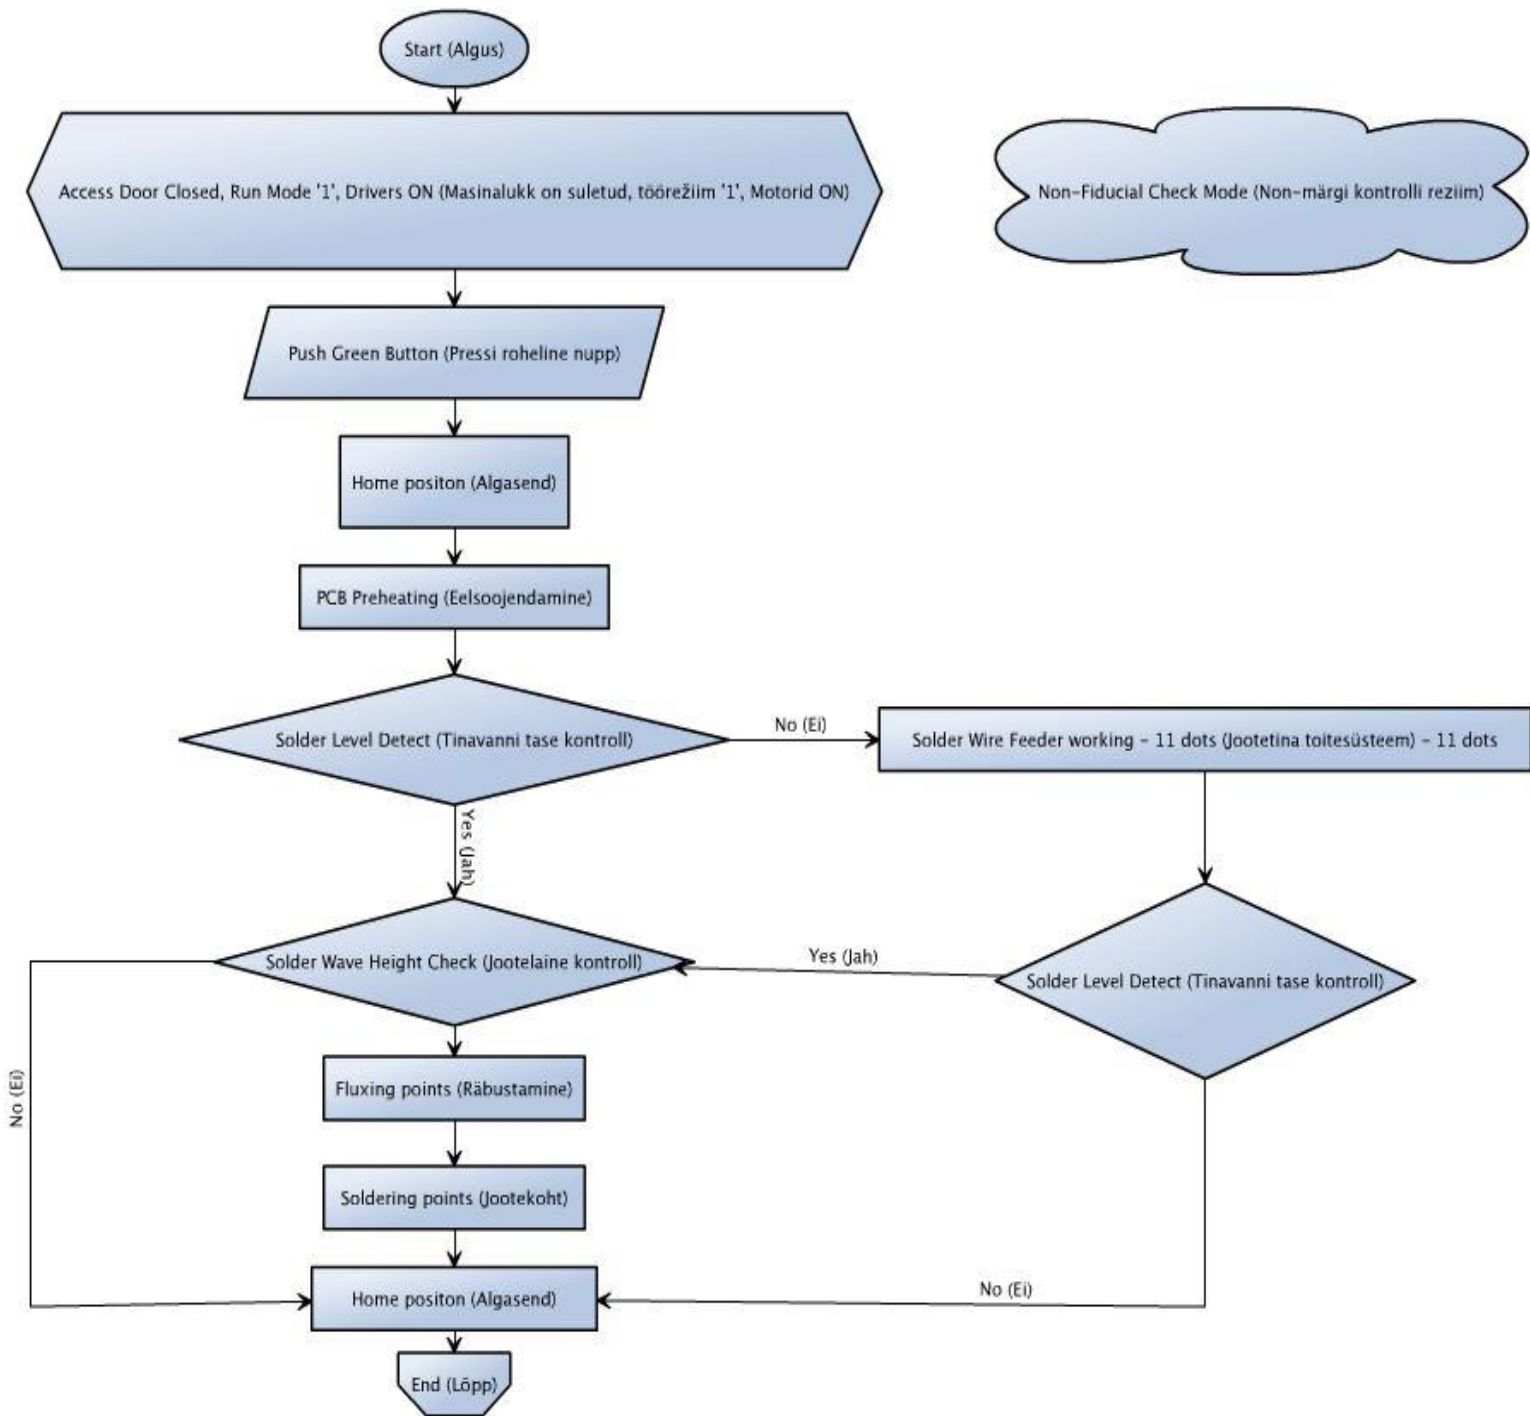 Start (Algus)
Access Door Closed, Run Mode '1', Drivers ON (Masinalukk on suletud, töörežiim '1', Motorid ON)
Non-Fiducial Check Mode (Non-märgi kontrolli reziim)
Push Green Button (Pressi roheline nupp)
Home positon (Algasend)
PCB Preheating (Eelsoojendamine)
Solder Level Detect (Tinavanni tase kontroll)
No (Ei)
Solder Wire Feeder working - 11 dots (Jootetina toitesüsteem) - 11 dots
Yes (Jah)
Solder Wave Height Check (Jootelaine kontroll)
Yes (Jah)
Solder Level Detect (Tinavanni tase kontroll)
No (Ei)
Fluxing points (Räbustamine)
Soldering points (Jootekoht)
Home positon (Algasend)
No (Ei)
End (Lõpp)